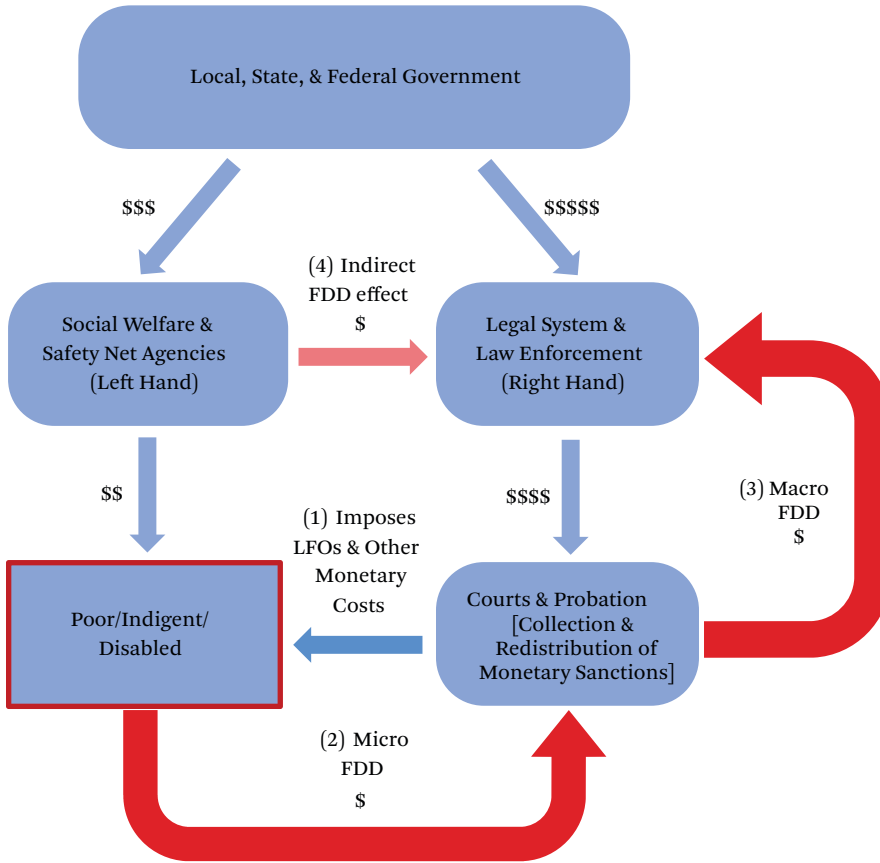 Local, State, & Federal Government
$$$
$$$$$
(4) Indirect
FDD effect
$
Social Welfare &
Safety Net Agencies
(Left Hand)
Legal System &
Law Enforcement
(Right Hand)
$$
$$$$
(3) Macro
FDD
$
(1) Imposes
LFOs & Other
Monetary
Costs
Poor/Indigent/
Disabled
Courts & Probation
[Collection &
Redistribution of
Monetary Sanctions]
(2) Micro
FDD
$